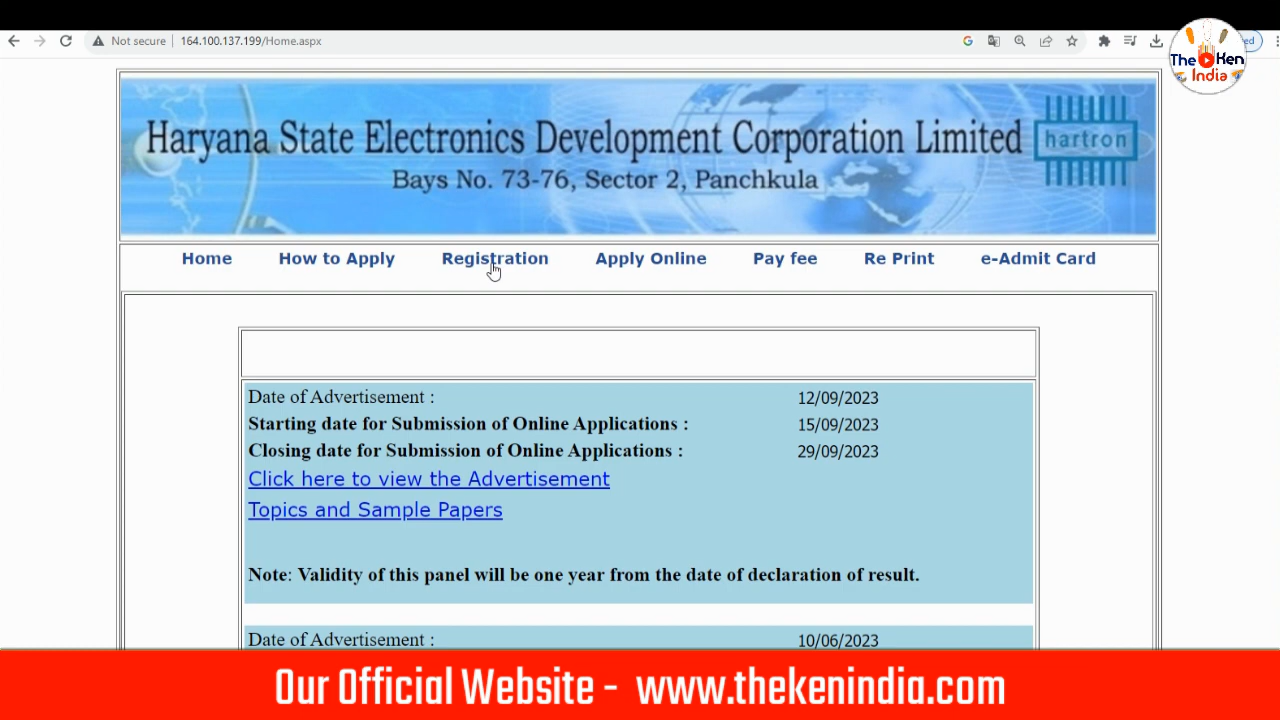 Not secure 164.100.137.199/Home.aspx
The Ken
India
Haryana State Electronics Development Corporation Limited
hartron
Bays No. 73-76, Sector 2, Panchkula
Home How to Apply Registration Apply Online Pay fee Re Print e-Admit Card
Date of Advertisement : 12/09/2023
Starting date for Submission of Online Applications : 15/09/2023
Closing date for Submission of Online Applications : 29/09/2023
Click here to view the Advertisement
Topics and Sample Papers
Note: Validity of this panel will be one year from the date of declaration of result.
Date of Advertisement : 10/06/2023
Our Official Website - www.thekenindia.com